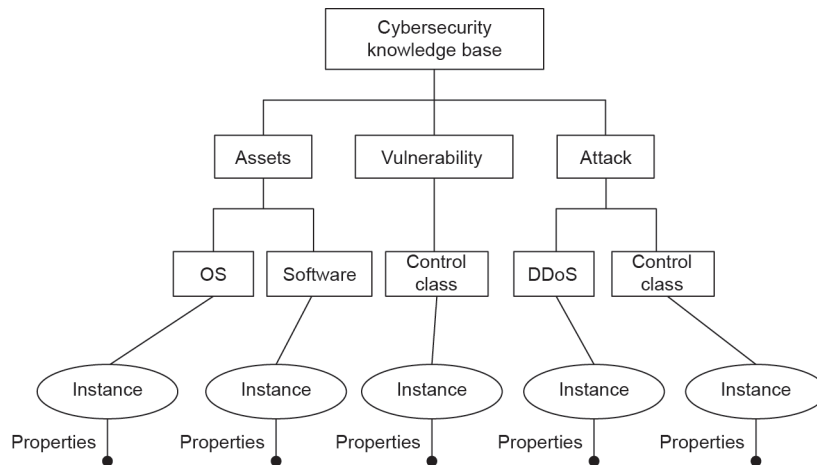 Cybersecurity
knowledge base
Assets
Vulnerability
Attack
OS
Software
Control
class
DDoS
Control
class
Instance
Instance
Instance
Instance
Instance
Properties
Properties
Properties
Properties
Properties